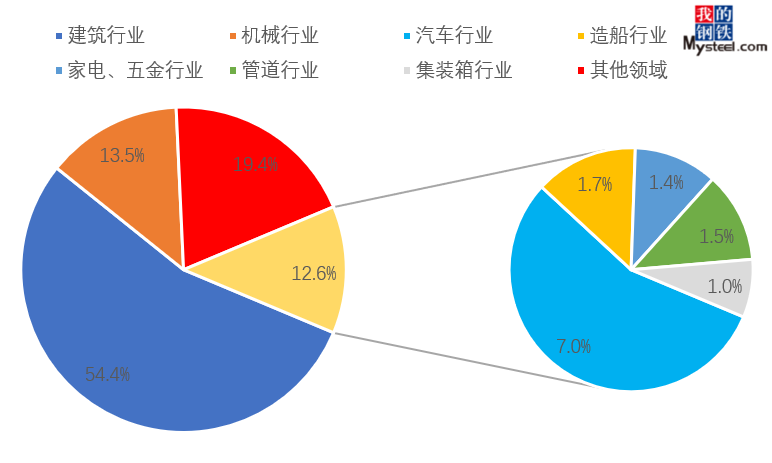 建筑行业 机械行业 汽车行业 造船行业
家电、五金行业 管道行业 集装箱行业 其他领域
我的
钢铁
Mysteel.com
13.5%
19.4%
12.6%
54.4%
1.7%
1.4%
1.5%
1.0%
7.0%